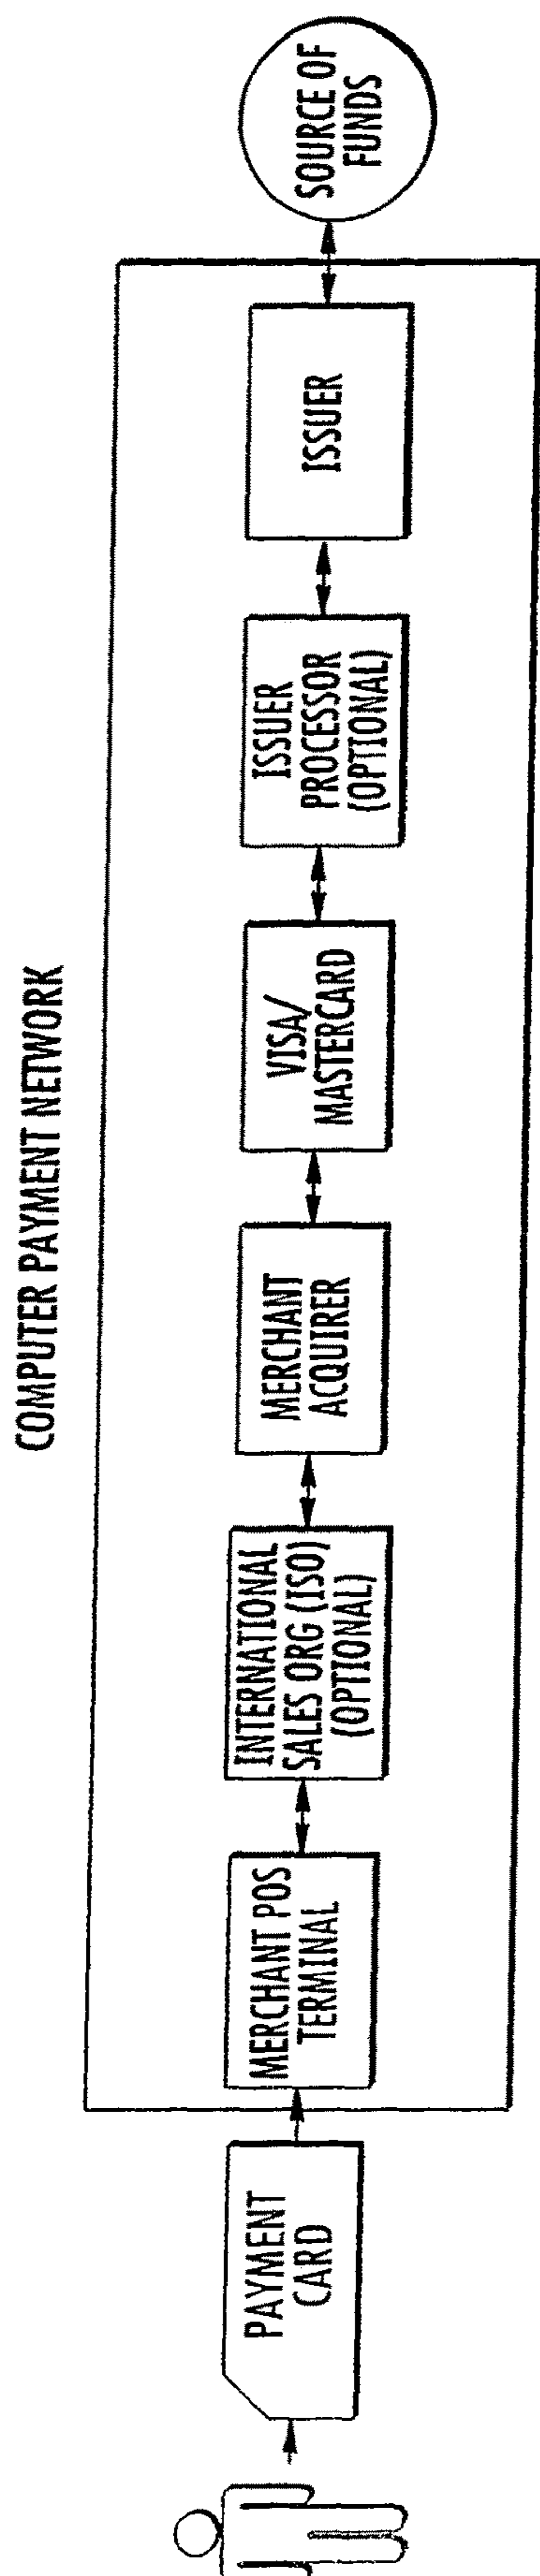 COMPUTER PAYMENT NETWORK
PAYMENT
CARD
MERCHANT POS
TERMINAL
INTERNATIONAL
SALES ORG (ISO)
(OPTIONAL)
MERCHANT
ACQUIRER
VISA/
MASTERCARD
ISSUER
PROCESSOR
(OPTIONAL)
ISSUER
SOURCE OF
FUNDS